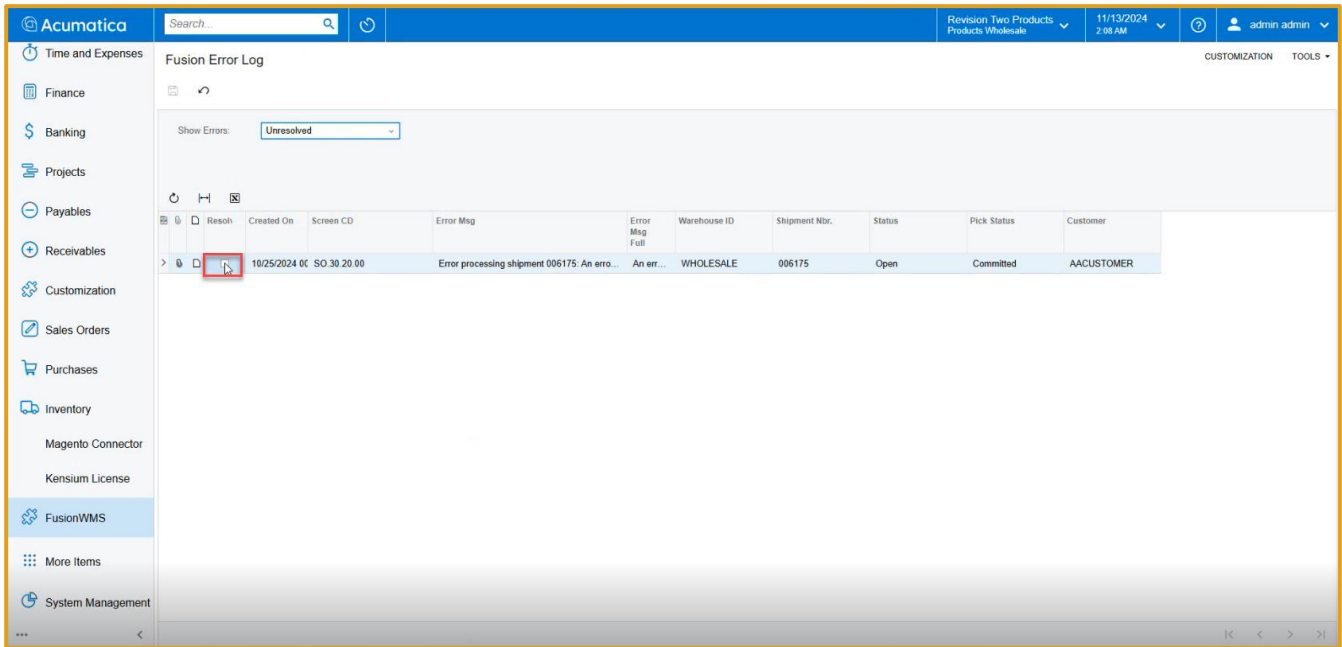 Acumatica
Search...
Revision Two Products
Products Wholesale
11/13/2024
2:08 AM
admin admin
Time and Expenses
Finance
Banking
Projects
Payables
Receivables
Customization
Sales Orders
Purchases
Inventory
Magento Connector
Kensium License
FusionWMS
More Items
System Management
Fusion Error Log
CUSTOMIZATION TOOLS
Show Errors: Unresolved
Resolv Created On Screen CD Error Msg Error Msg Full Warehouse ID Shipment Nbr. Status Pick Status Customer
10/25/2024 0( SO.30.20.00 Error processing shipment 006175: An erro... An err... WHOLESALE 006175 Open Committed AACUSTOMER